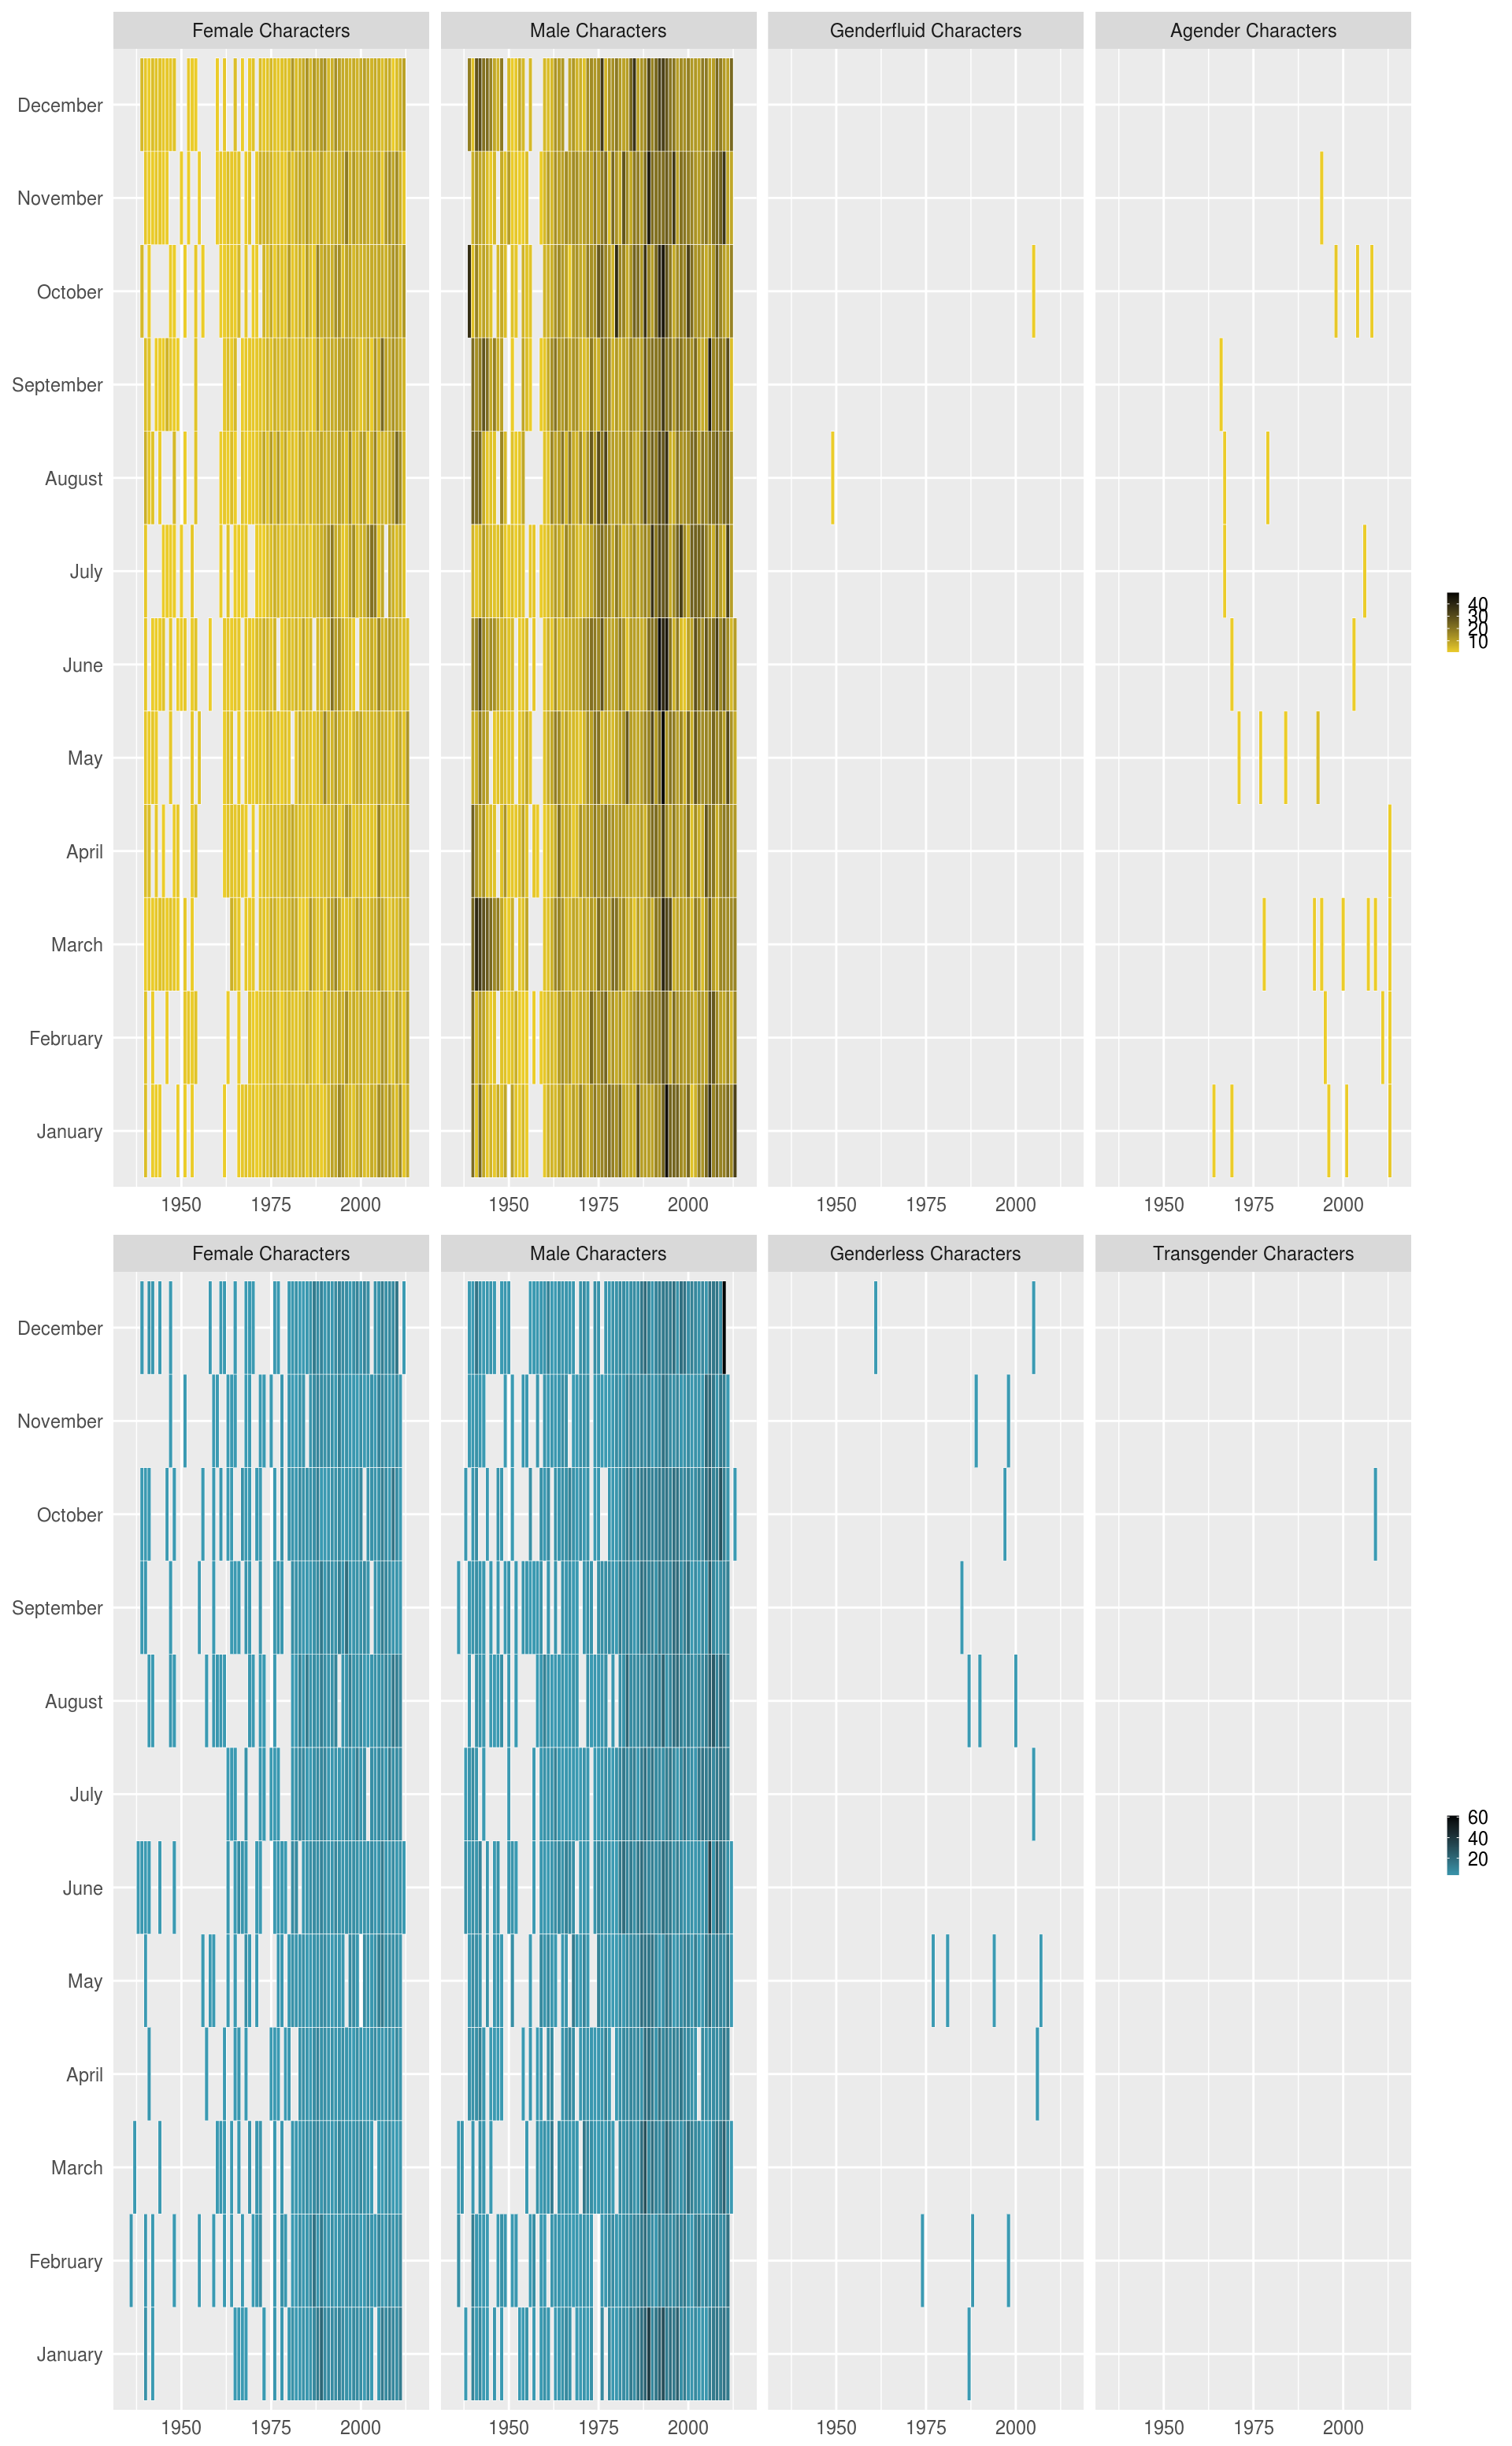 Female Characters Male Characters Genderfluid Characters Agender Characters
December
November
October
September
August
July
June
May
April
March
February
January
40
30
20
10
1950 1975 2000 1950 1975 2000 1950 1975 2000 1950 1975 2000
Female Characters Male Characters Genderless Characters Transgender Characters
December
November
October
September
August
July
June
May
April
March
February
January
60
40
20
1950 1975 2000 1950 1975 2000 1950 1975 2000 1950 1975 2000